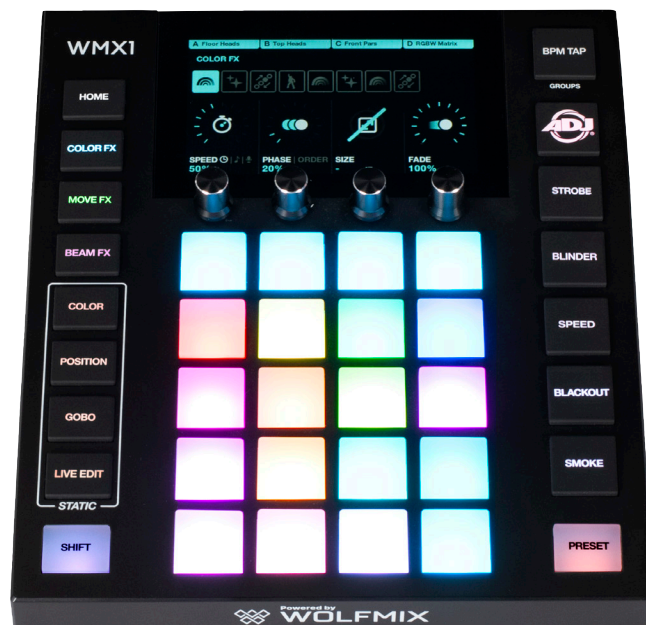 WMX1
A Floor Heads B Top Heads C Front Pars D RGBW Matrix
COLOR FX
SPEED PHASE | ORDER SIZE FADE
50% 20% - 100%
HOME
COLOR FX
MOVE FX
BEAM FX
COLOR
POSITION
GOBO
LIVE EDIT
STATIC
SHIFT
BPM TAP
GROUPS
ADJ
STROBE
BLINDER
SPEED
BLACKOUT
SMOKE
PRESET
Powered by
WOLFMIX